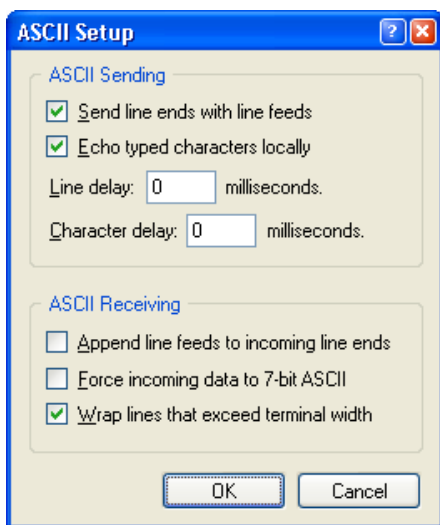 ASCII Setup
ASCII Sending
Send line ends with line feeds
Echo typed characters locally
Line delay: 0 milliseconds.
Character delay: 0 milliseconds.
ASCII Receiving
Append line feeds to incoming line ends
Force incoming data to 7-bit ASCII
Wrap lines that exceed terminal width
OK Cancel